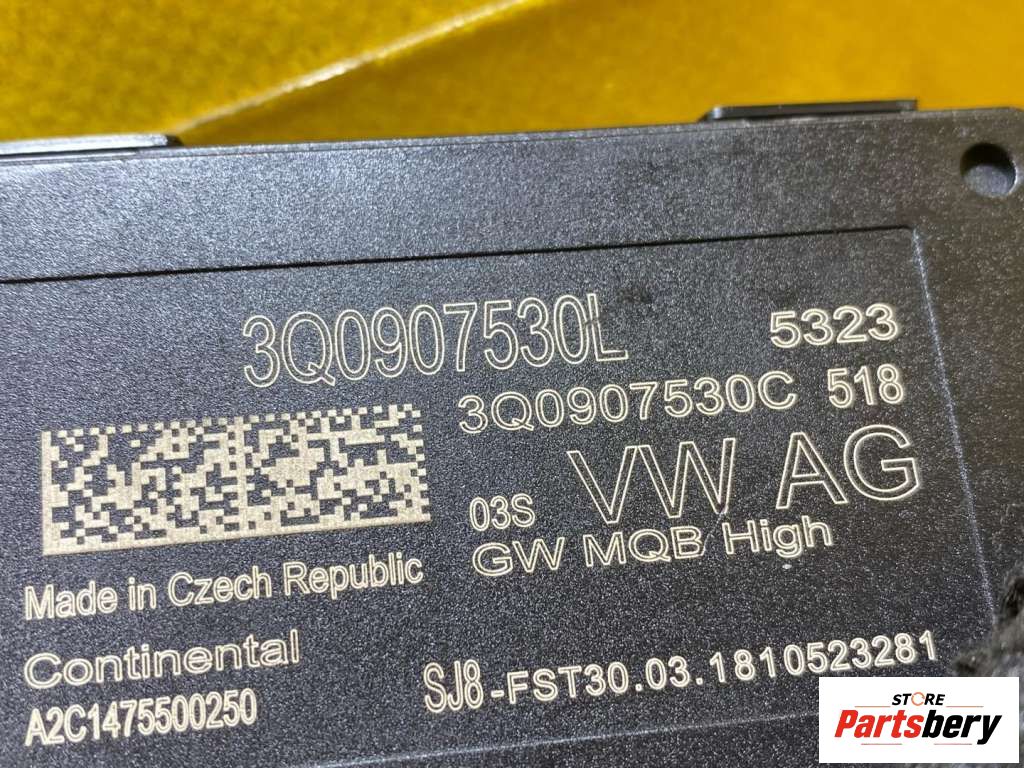 3Q0907530L 5323
3Q0907530C 518
VW AG
03S
GW MQB High
Made in Czech Republic
Continental
A2C1475500250
SJ8-FST30.03.1810523281
STORE
Partsbery